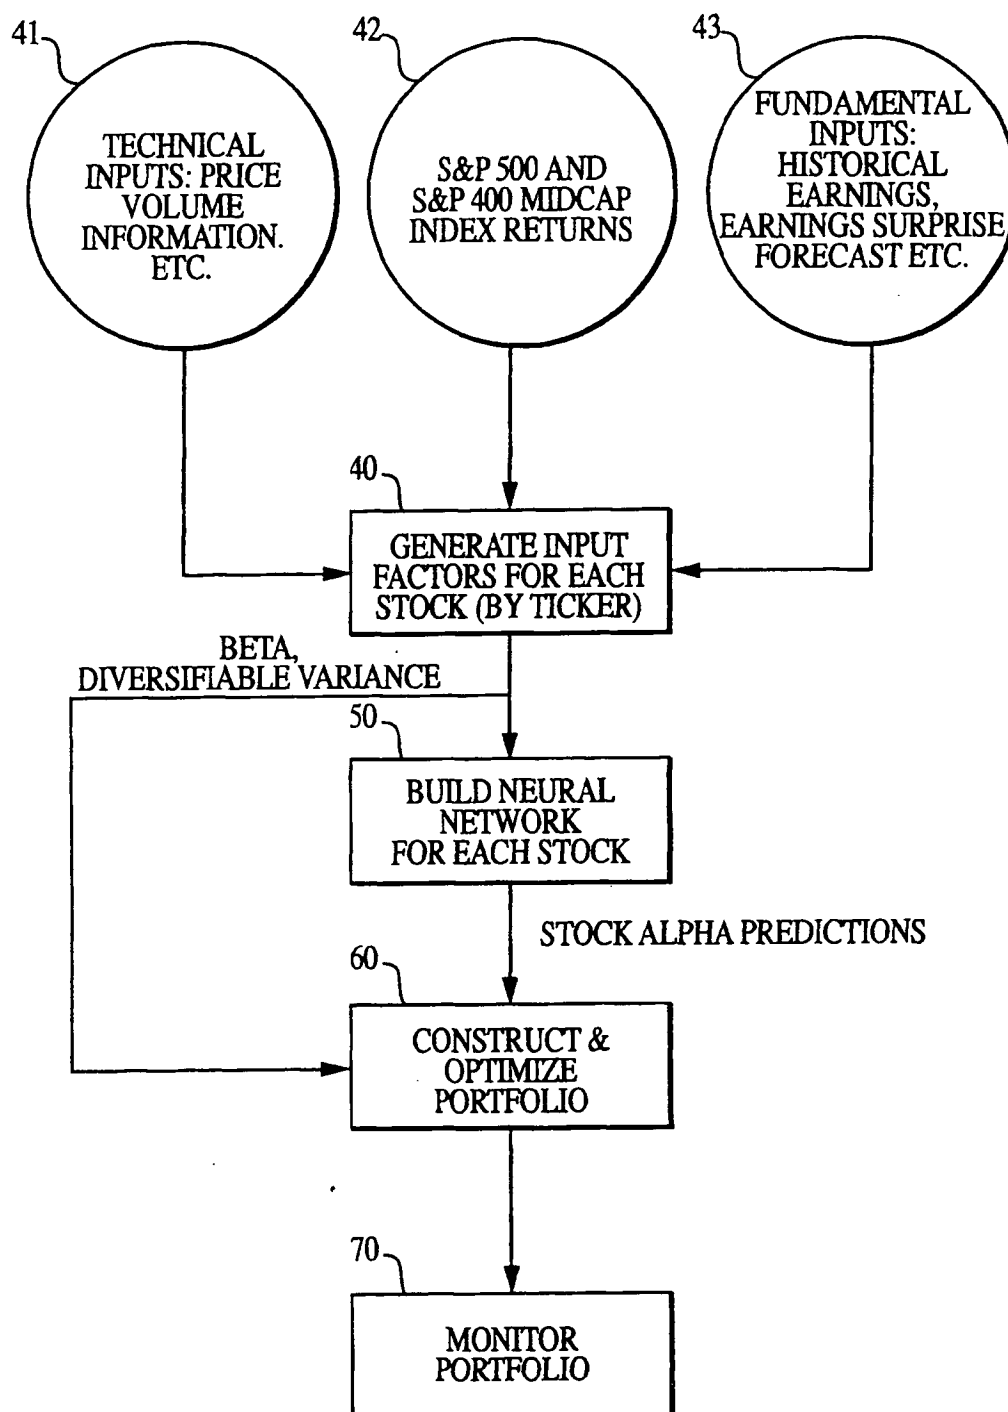 41
TECHNICAL
INPUTS: PRICE
VOLUME
INFORMATION.
ETC.
42
S&P 500 AND
S&P 400 MIDCAP
INDEX RETURNS
43
FUNDAMENTAL
INPUTS:
HISTORICAL
EARNINGS,
EARNINGS SURPRISE
FORECAST ETC.
40
GENERATE INPUT
FACTORS FOR EACH
STOCK (BY TICKER)
BETA,
DIVERSIFIABLE VARIANCE
50
BUILD NEURAL
NETWORK
FOR EACH STOCK
STOCK ALPHA PREDICTIONS
60
CONSTRUCT &
OPTIMIZE
PORTFOLIO
70
MONITOR
PORTFOLIO